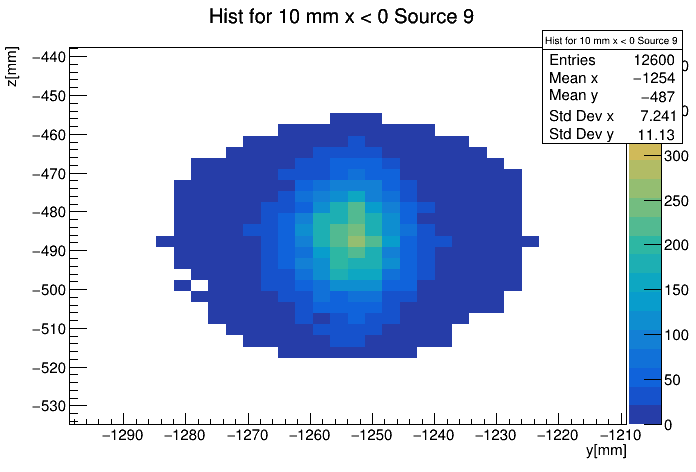 Hist for 10 mm x < 0 Source 9
z[mm]
Hist for 10 mm x < 0 Source 9
Entries 12600
Mean x −1254
Mean y −487
Std Dev x 7.241
Std Dev y 11.13
−440
−450
−460
−470
−480
−490
−500
−510
−520
−530
0
0
300
250
200
150
100
50
0
−1290 −1280 −1270 −1260 −1250 −1240 −1230 −1220 −1210
y[mm]